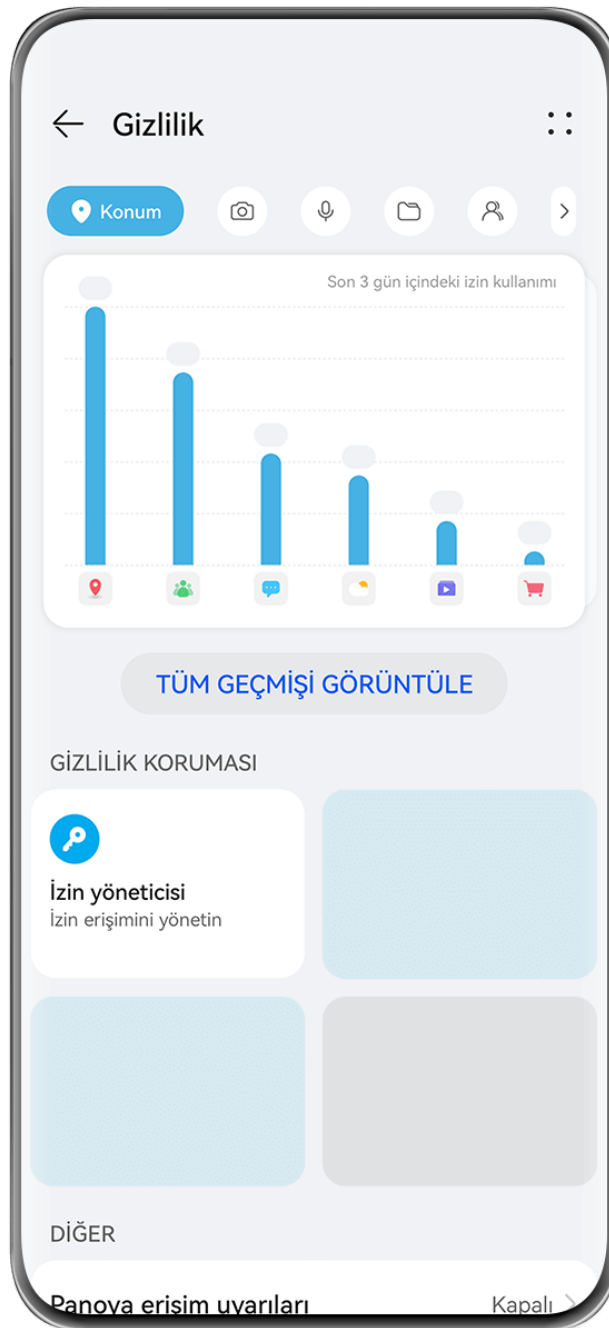 Gizlilik
Konum
Son 3 gün içindeki izin kullanımı
TÜM GEÇMİŞİ GÖRÜNTÜLE
GİZLİLİK KORUMASI
İzin yöneticisi
İzin erişimini yönetin
DİĞER
Panoya erişim uyarıları Kapalı